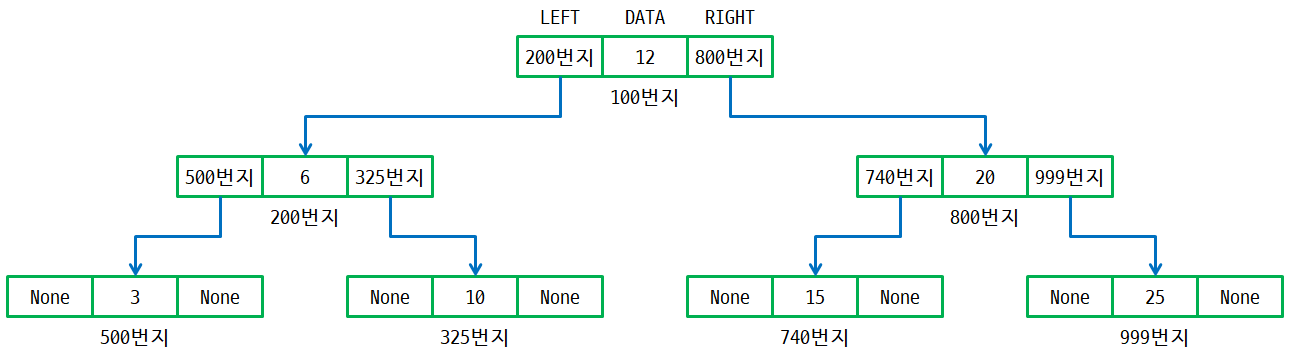 LEFT DATA RIGHT
200번지 12 800번지
100번지
500번지 6 325번지 740번지 20 999번지
200번지 800번지
None 3 None None 10 None None 15 None None 25 None
500번지 325번지 740번지 999번지